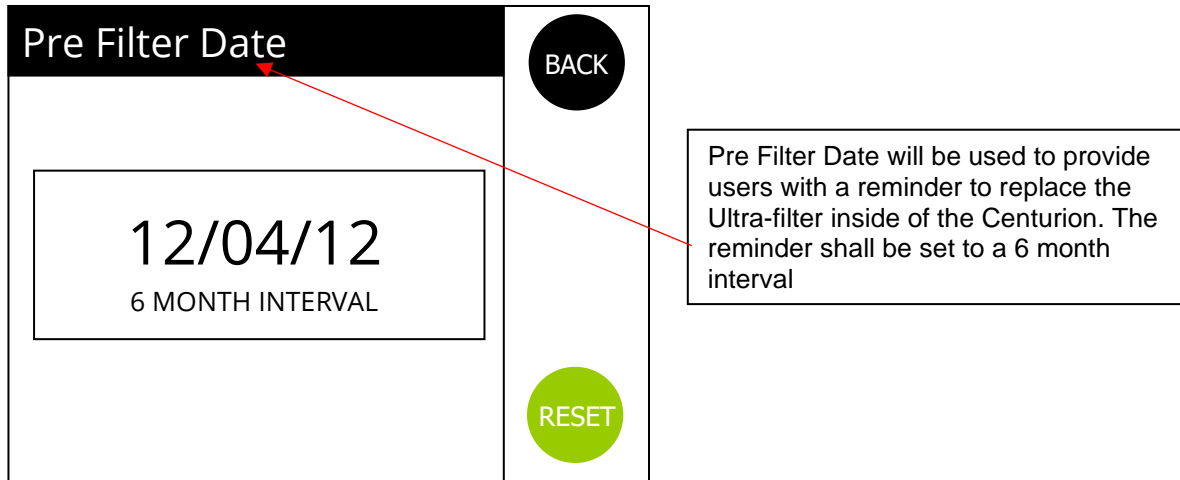 Pre Filter Date
BACK
12/04/12
6 MONTH INTERVAL
RESET
Pre Filter Date will be used to provide
users with a reminder to replace the
Ultra-filter inside of the Centurion. The
reminder shall be set to a 6 month
interval